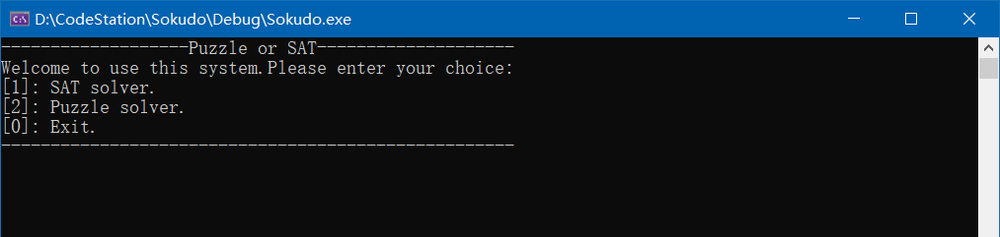 D:\CodeStation\Sokudo\Debug\Sokudo.exe
-------------------Puzzle or SAT--------------------
Welcome to use this system.Please enter your choice:
[1]: SAT solver.
[2]: Puzzle solver.
[0]: Exit.
----------------------------------------------------